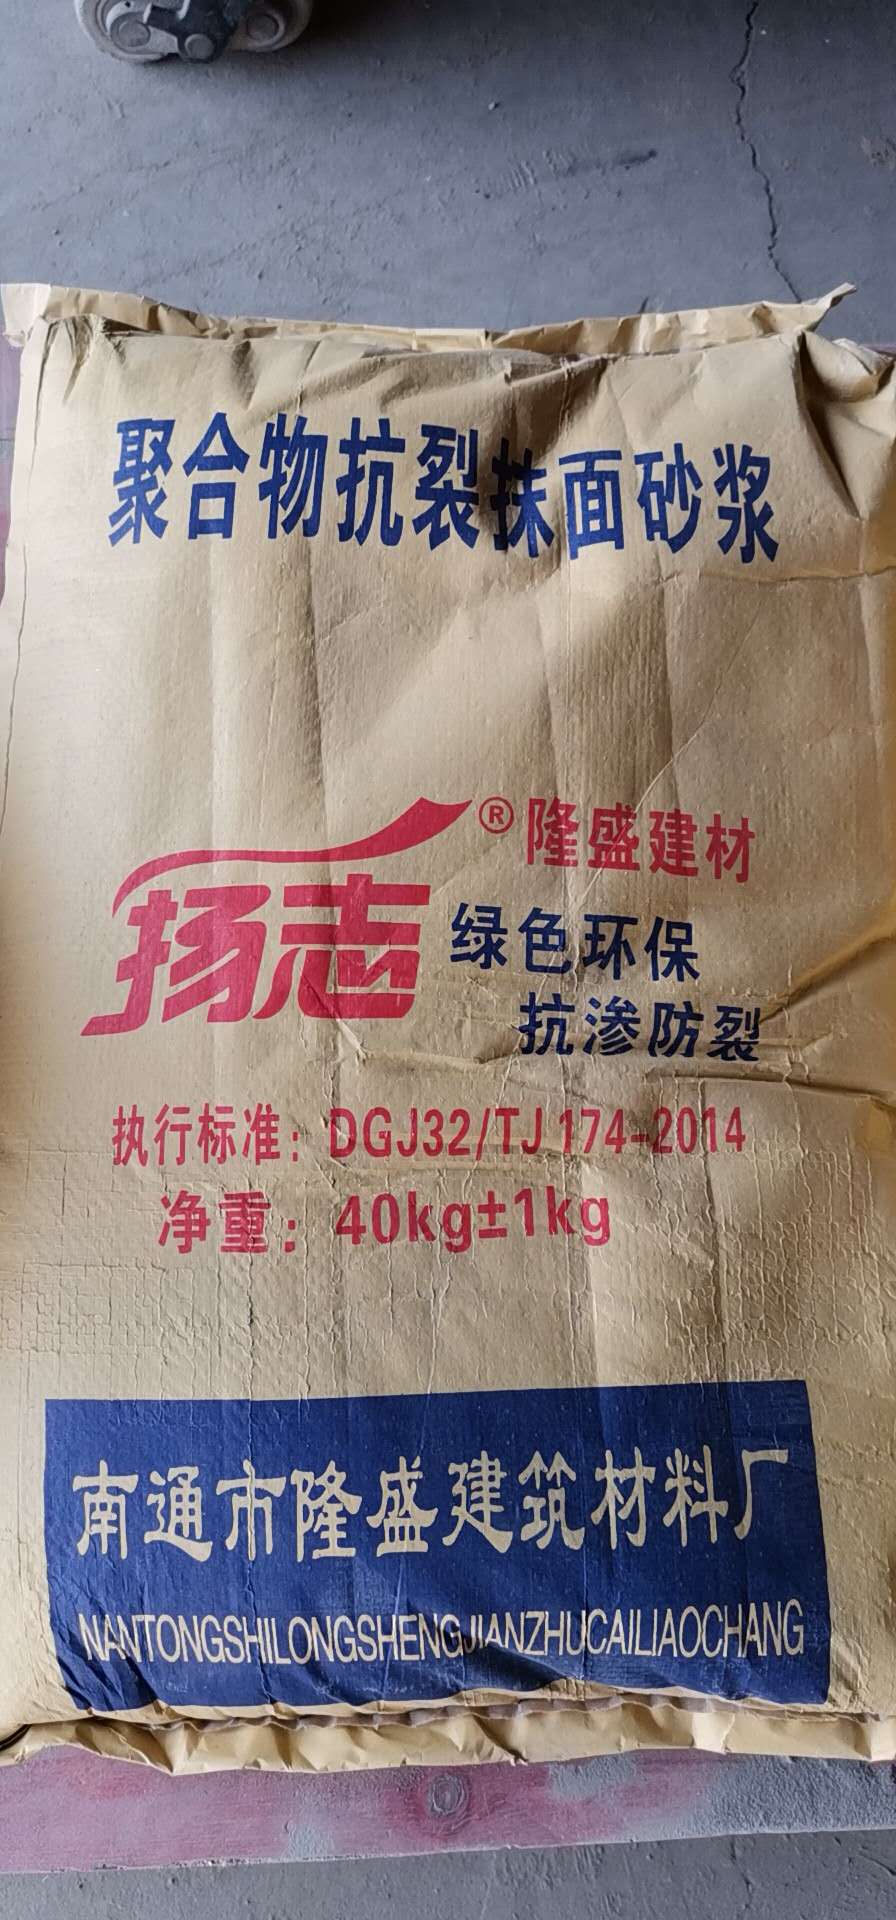 聚合物抗裂抹面砂浆
扬志® 隆盛建材
绿色环保
抗渗防裂
执行标准：DGJ32/TJ 174-2014
净重：40kg±1kg
南通市隆盛建筑材料厂
NANTONGSHILONGSHENGJIANZHUCAILIAOCHANG